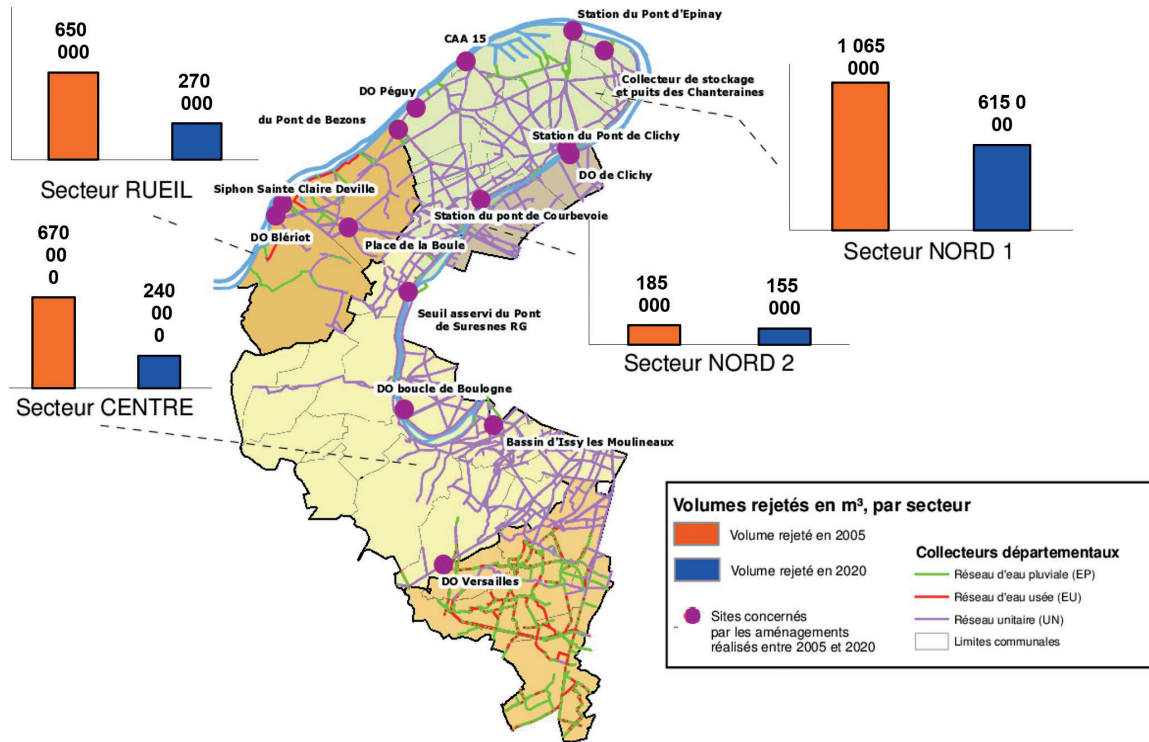 650
000
270
000
Secteur RUEIL
670
00
0
240
00
0
Secteur CENTRE
Station du Pont d'Epinay
CAA 15
Collecteur de stockage
et puits des Chanteraines
DO Péguy
du Pont de Bezons
Station du Pont de Clichy
DO de Clichy
Siphon Sainte Claire Deville
Station du pont de Courbevoie
DO Blériot
Place de la Boule
Seuil asservi du Pont
de Suresnes RG
DO boucle de Boulogne
Bassin d'Issy les Moulineaux
DO Versailles
1 065
000
615 0
00
Secteur NORD 1
185
000
155
000
Secteur NORD 2
Volumes rejetés en m³, par secteur
Volume rejeté en 2005
Volume rejeté en 2020
Sites concernés
par les aménagements
réalisés entre 2005 et 2020
Collecteurs départementaux
Réseau d'eau pluviale (EP)
Réseau d'eau usée (EU)
Réseau unitaire (UN)
Limites communales